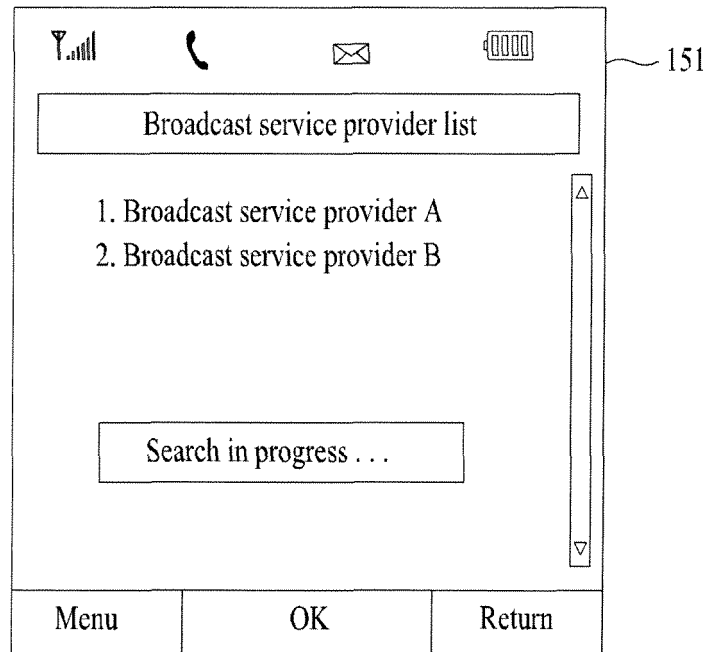 151
Broadcast service provider list
1. Broadcast service provider A
2. Broadcast service provider B
Search in progress . . .
Menu OK Return